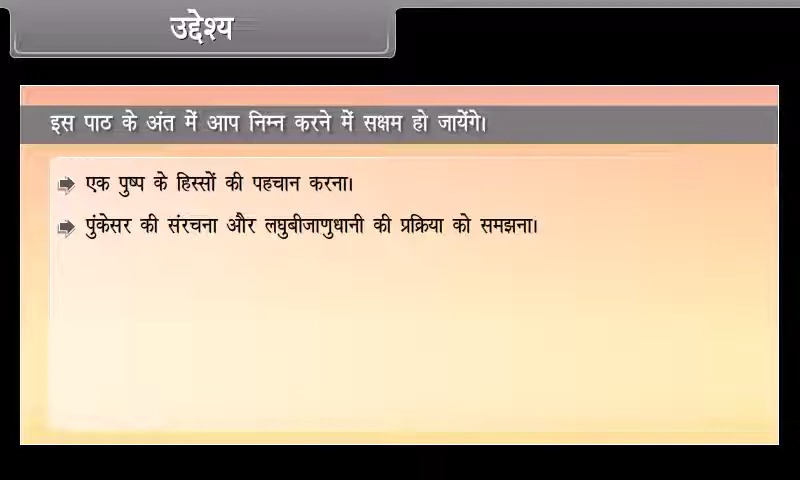 उद्देश्य
इस पाठ के अंत में आप निम्न करने में सक्षम हो जायेंगे।
एक पुष्प के हिस्सों की पहचान करना।
पुंकेसर की संरचना और लघुबीजाणुधानी की प्रक्रिया को समझना।